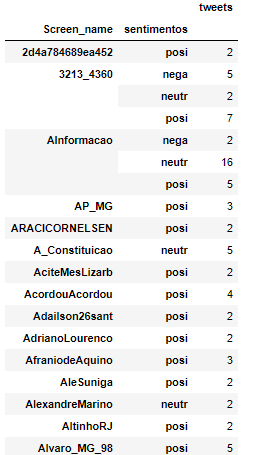 tweets
Screen_name sentimentos
2d4a784689ea452 posi 2
3213_4360 nega 5
neutr 2
posi 7
AInformacao nega 2
neutr 16
posi 5
AP_MG posi 3
ARACICORNELSEN posi 2
A_Constituicao neutr 5
AciteMesLizarb posi 2
AcordouAcordou posi 4
Adailson26sant posi 2
AdrianoLourenco posi 2
AfraniodeAquino posi 3
AleSuniga posi 2
AlexandreMarino neutr 2
AltinhoRJ posi 2
Alvaro_MG_98 posi 5